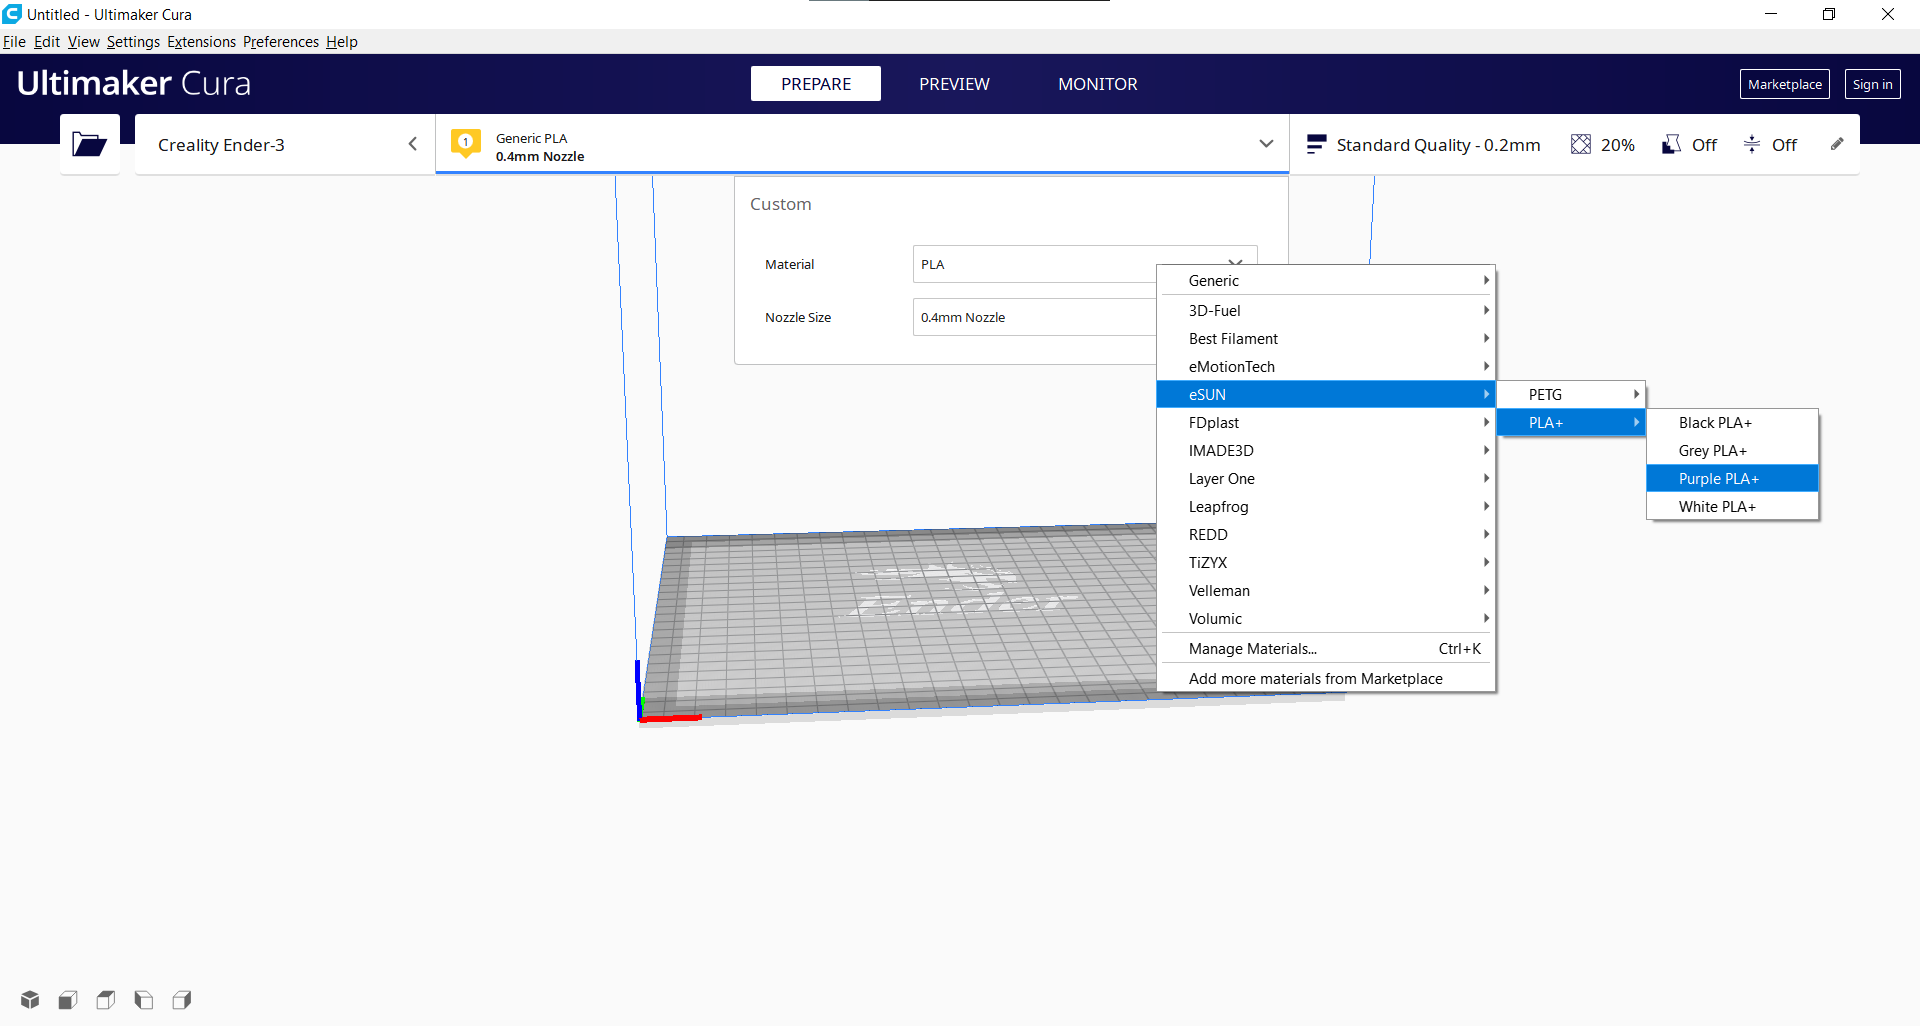 Untitled - Ultimaker Cura
File Edit View Settings Extensions Preferences Help
Ultimaker Cura
PREPARE
PREVIEW
MONITOR
Marketplace
Sign in
Creality Ender-3
1
Generic PLA
0.4mm Nozzle
Standard Quality - 0.2mm
20%
Off
Off
Custom
Material
PLA
Nozzle Size
0.4mm Nozzle
Generic
3D-Fuel
Best Filament
eMotionTech
eSUN
FDplast
IMADE3D
Layer One
Leapfrog
REDD
TiZYX
Velleman
Volumic
Manage Materials... Ctrl+K
Add more materials from Marketplace
PETG
PLA+
Black PLA+
Grey PLA+
Purple PLA+
White PLA+
Ender